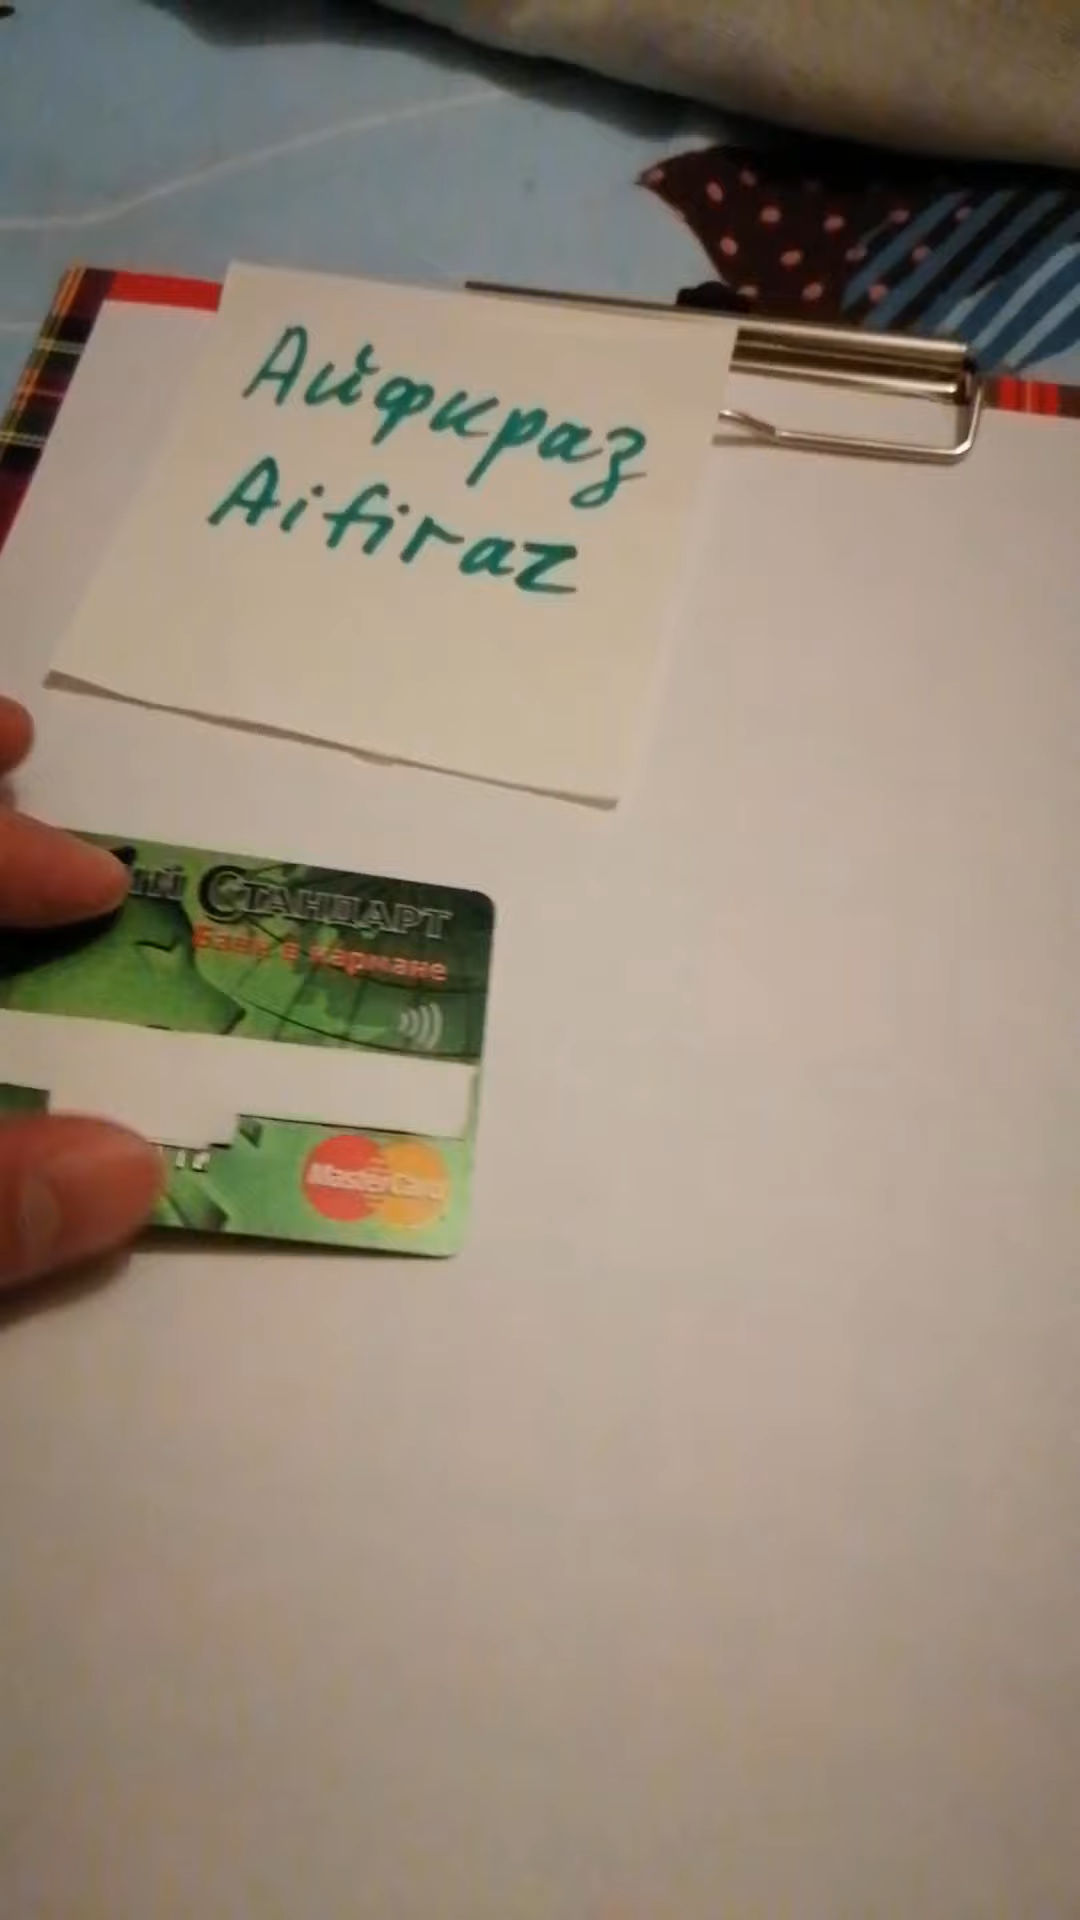 Айфираз
Aifiraz
Стандарт
Банк в кармане
MasterCard